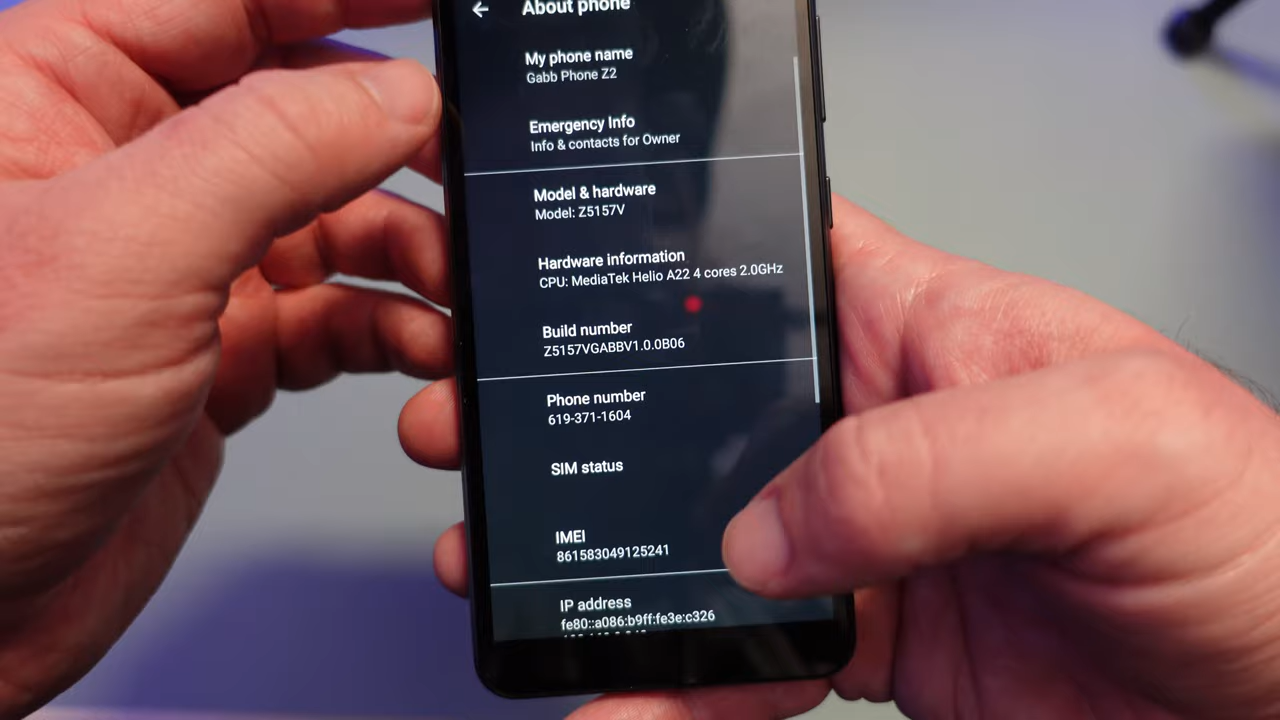 About phone
My phone name
Gabb Phone Z2
Emergency Info
Info & contacts for Owner
Model & hardware
Model: Z5157V
Hardware information
CPU: MediaTek Helio A22 4 cores 2.0GHz
Build number
Z5157VGABBV1.0.0B06
Phone number
619-371-1604
SIM status
IMEI
861583049125241
IP address
fe80::a086:b9ff:fe3e:c326